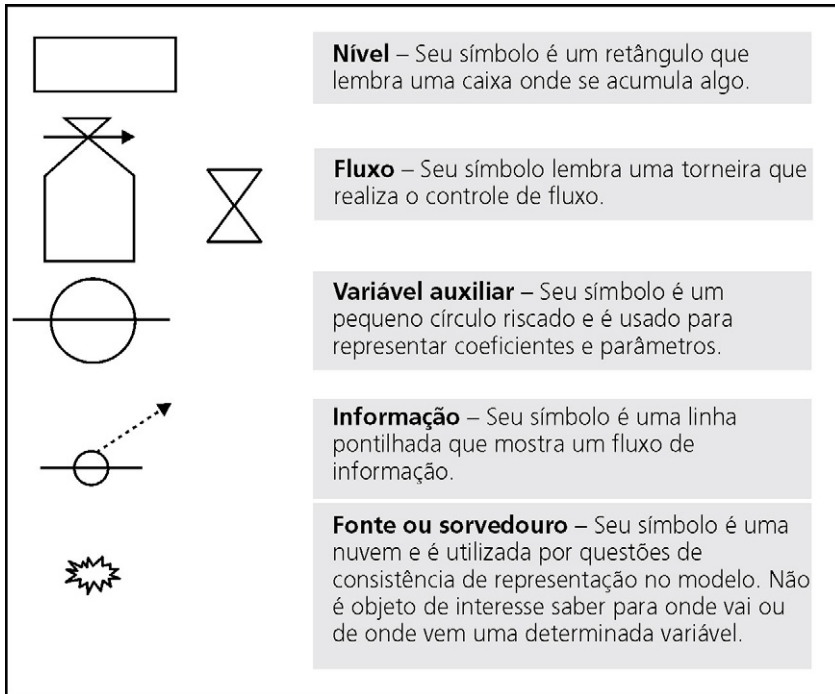 Nível – Seu símbolo é um retângulo que
lembra uma caixa onde se acumula algo.
Fluxo – Seu símbolo lembra uma torneira que
realiza o controle de fluxo.
Variável auxiliar – Seu símbolo é um
pequeno círculo riscado e é usado para
representar coeficientes e parâmetros.
Informação – Seu símbolo é uma linha
pontilhada que mostra um fluxo de
informação.
Fonte ou sorvedouro – Seu símbolo é uma
nuvem e é utilizada por questões de
consistência de representação no modelo. Não
é objeto de interesse saber para onde vai ou
de onde vem uma determinada variável.